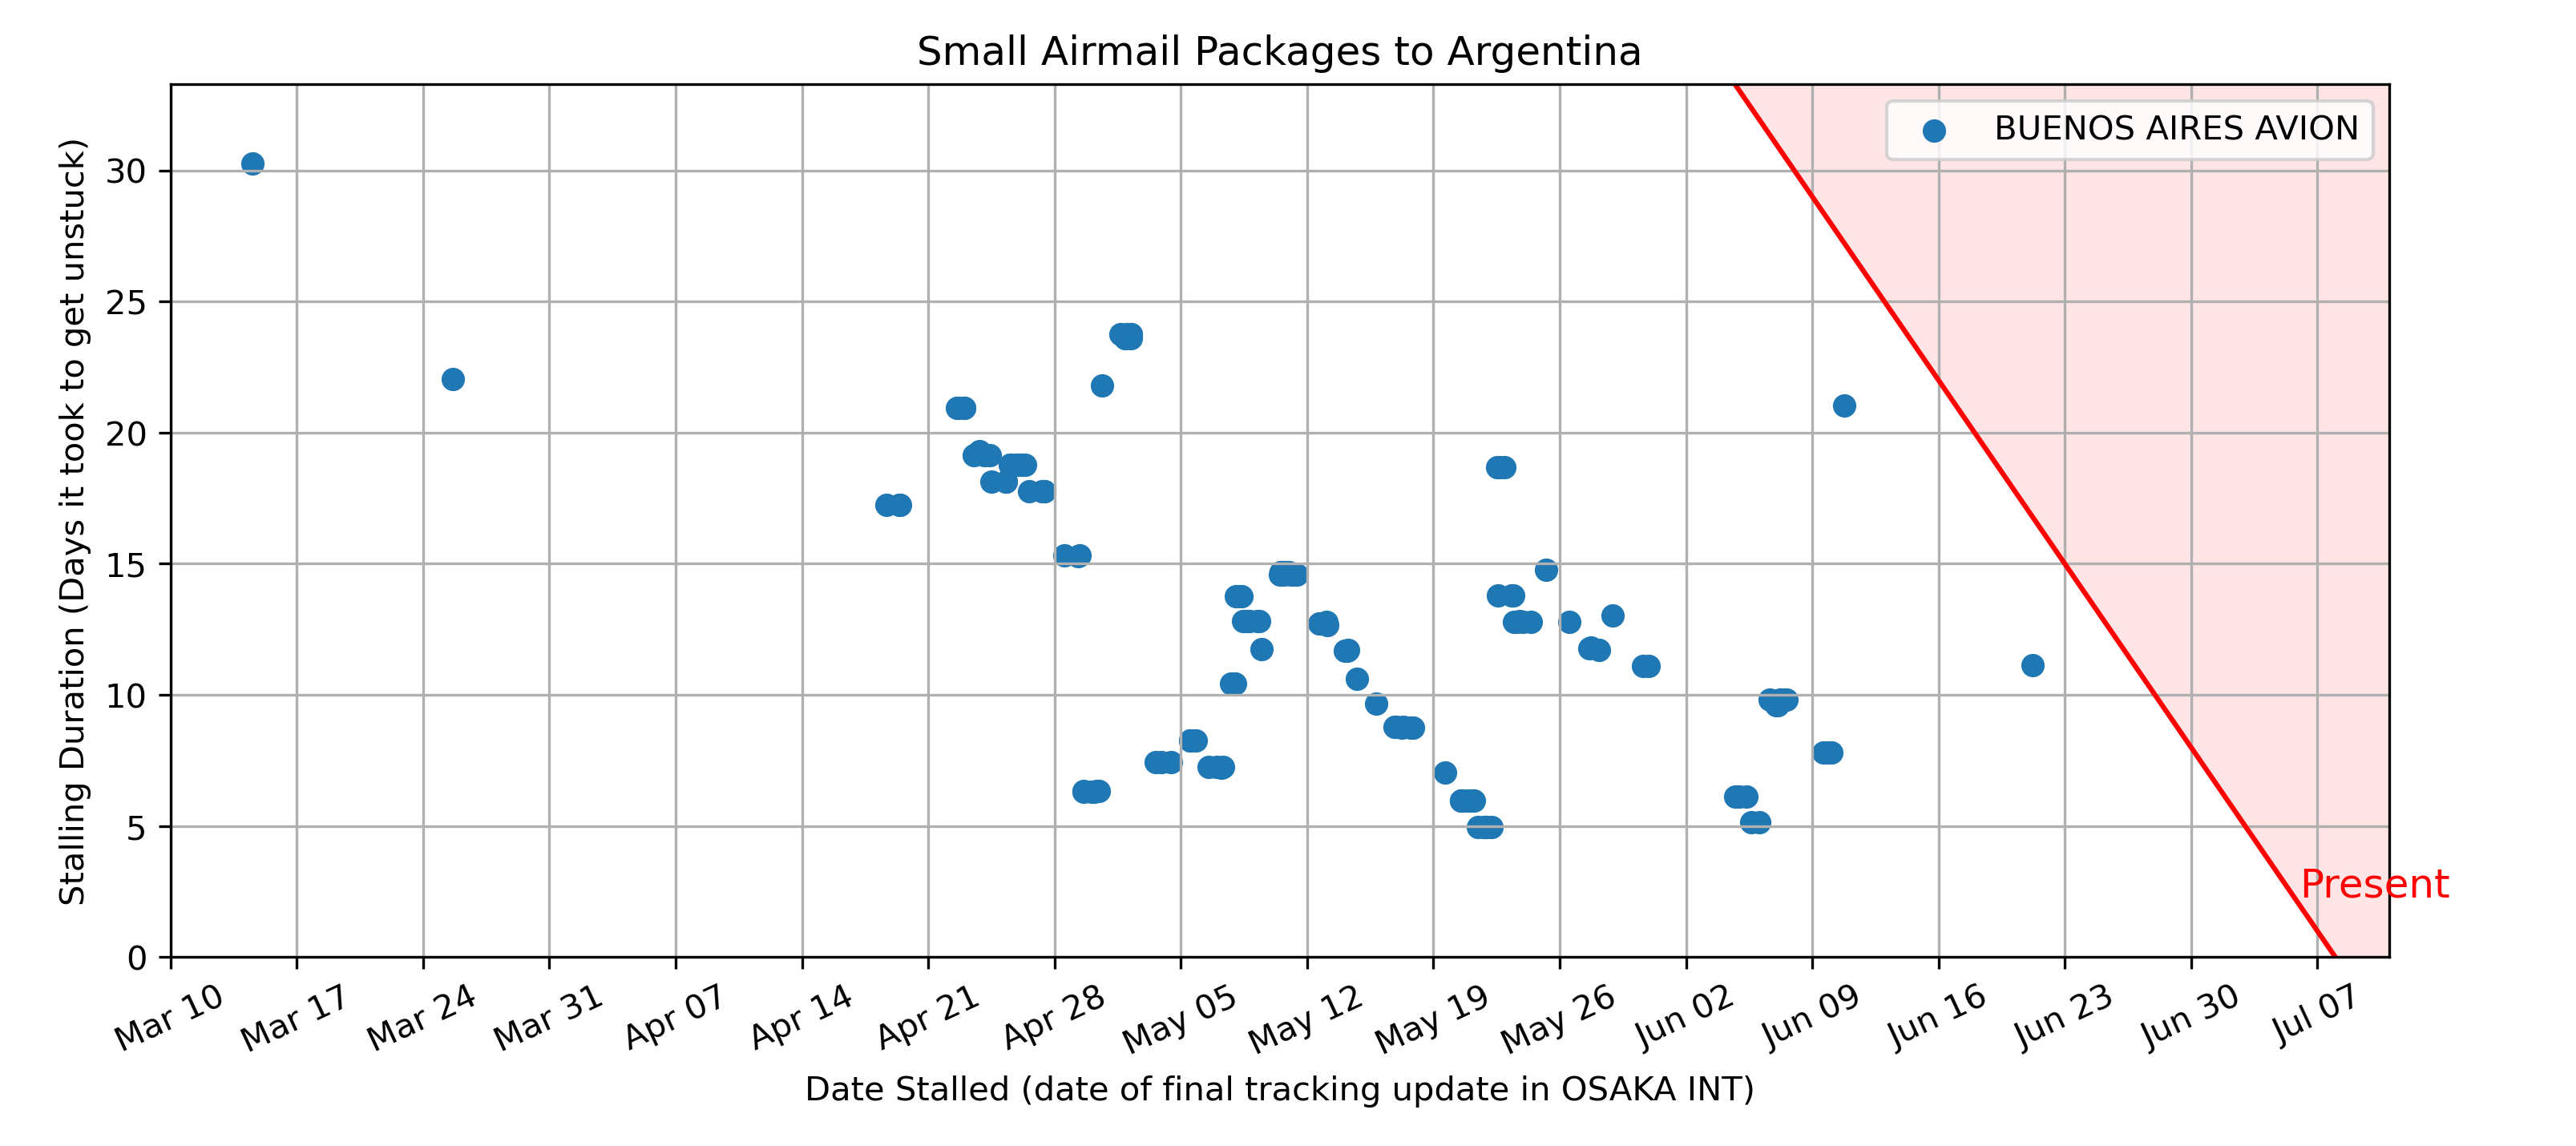 Small Airmail Packages to Argentina
BUENOS AIRES AVION
Stalling Duration (Days it took to get unstuck)
30
25
20
15
10
5
0
Present
Mar 10
Mar 17
Mar 24
Mar 31
Apr 07
Apr 14
Apr 21
Apr 28
May 05
May 12
May 19
May 26
Jun 02
Jun 09
Jun 16
Jun 23
Jun 30
Jul 07
Date Stalled (date of final tracking update in OSAKA INT)